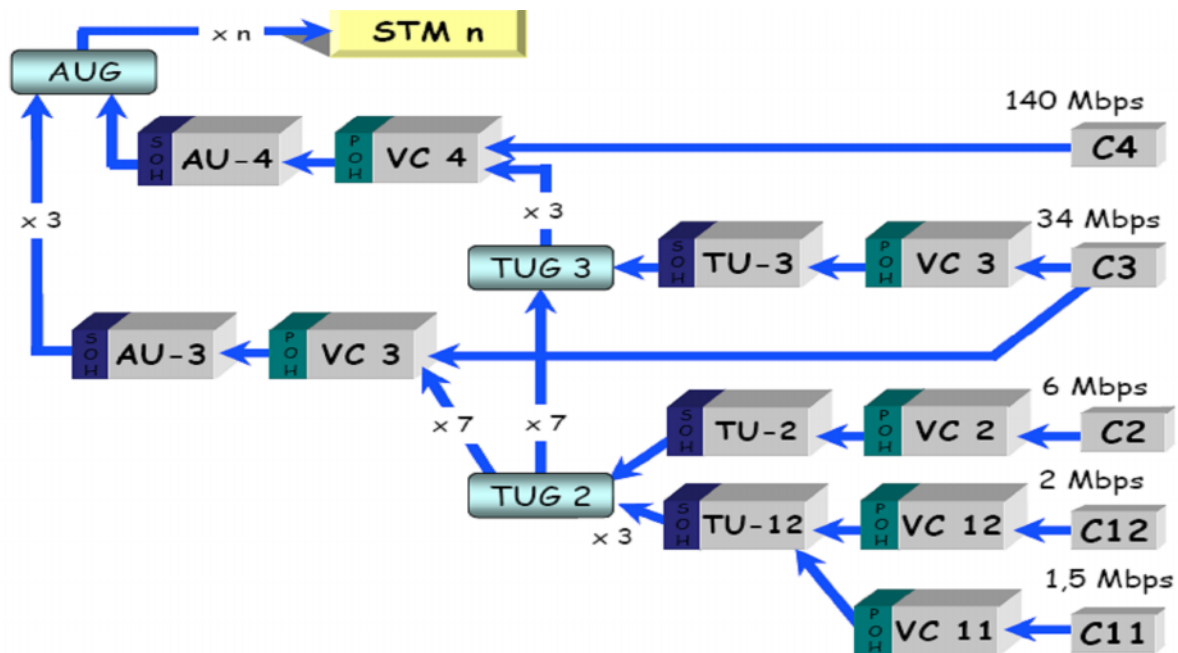 x n
STM n
AUG
140 Mbps
SOH
AU-4
POH
VC 4
C4
x 3
x 3
34 Mbps
TUG 3
SOH
TU-3
POH
VC 3
C3
SOH
AU-3
POH
VC 3
6 Mbps
x 7
x 7
SOH
TU-2
POH
VC 2
C2
TUG 2
2 Mbps
x 3
SOH
TU-12
POH
VC 12
C12
1,5 Mbps
POH
VC 11
C11